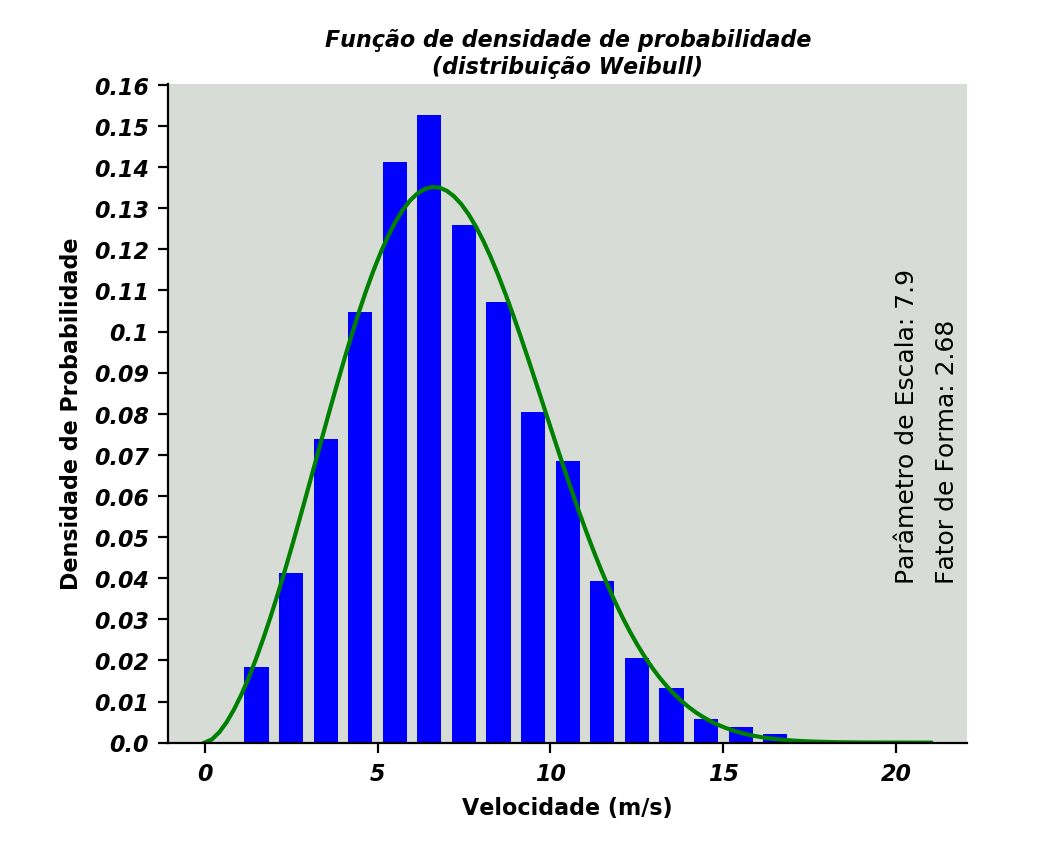 Função de densidade de probabilidade
(distribuição Weibull)
0.16
0.15
0.14
0.13
0.12
0.11
0.1
0.09
0.08
0.07
0.06
0.05
0.04
0.03
0.02
0.01
0.0
Densidade de Probabilidade
Parâmetro de Escala: 7.9
Fator de Forma: 2.68
0 5 10 15 20
Velocidade (m/s)